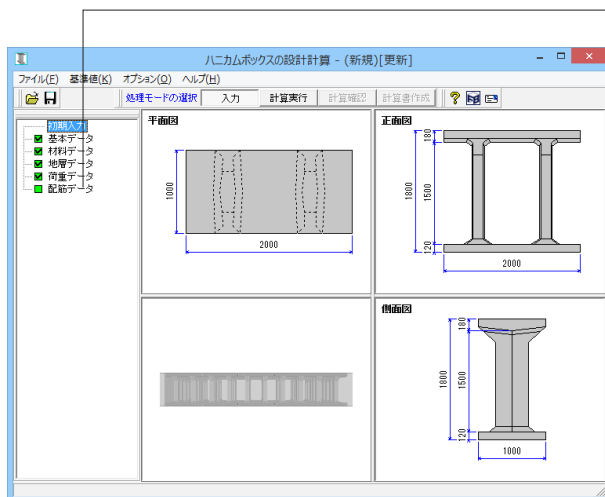 ハニカムボックスの設計計算 - (新規)[更新]
ファイル(F) 基準値(K) オプション(O) ヘルプ(H)
処理モードの選択 入力 計算実行 計算確認 計算書作成
初期入力
基本データ
材料データ
地層データ
荷重データ
配筋データ
平面図
1000
2000
正面図
180
1800
1500
120
2000
側面図
180
1800
1500
120
1000